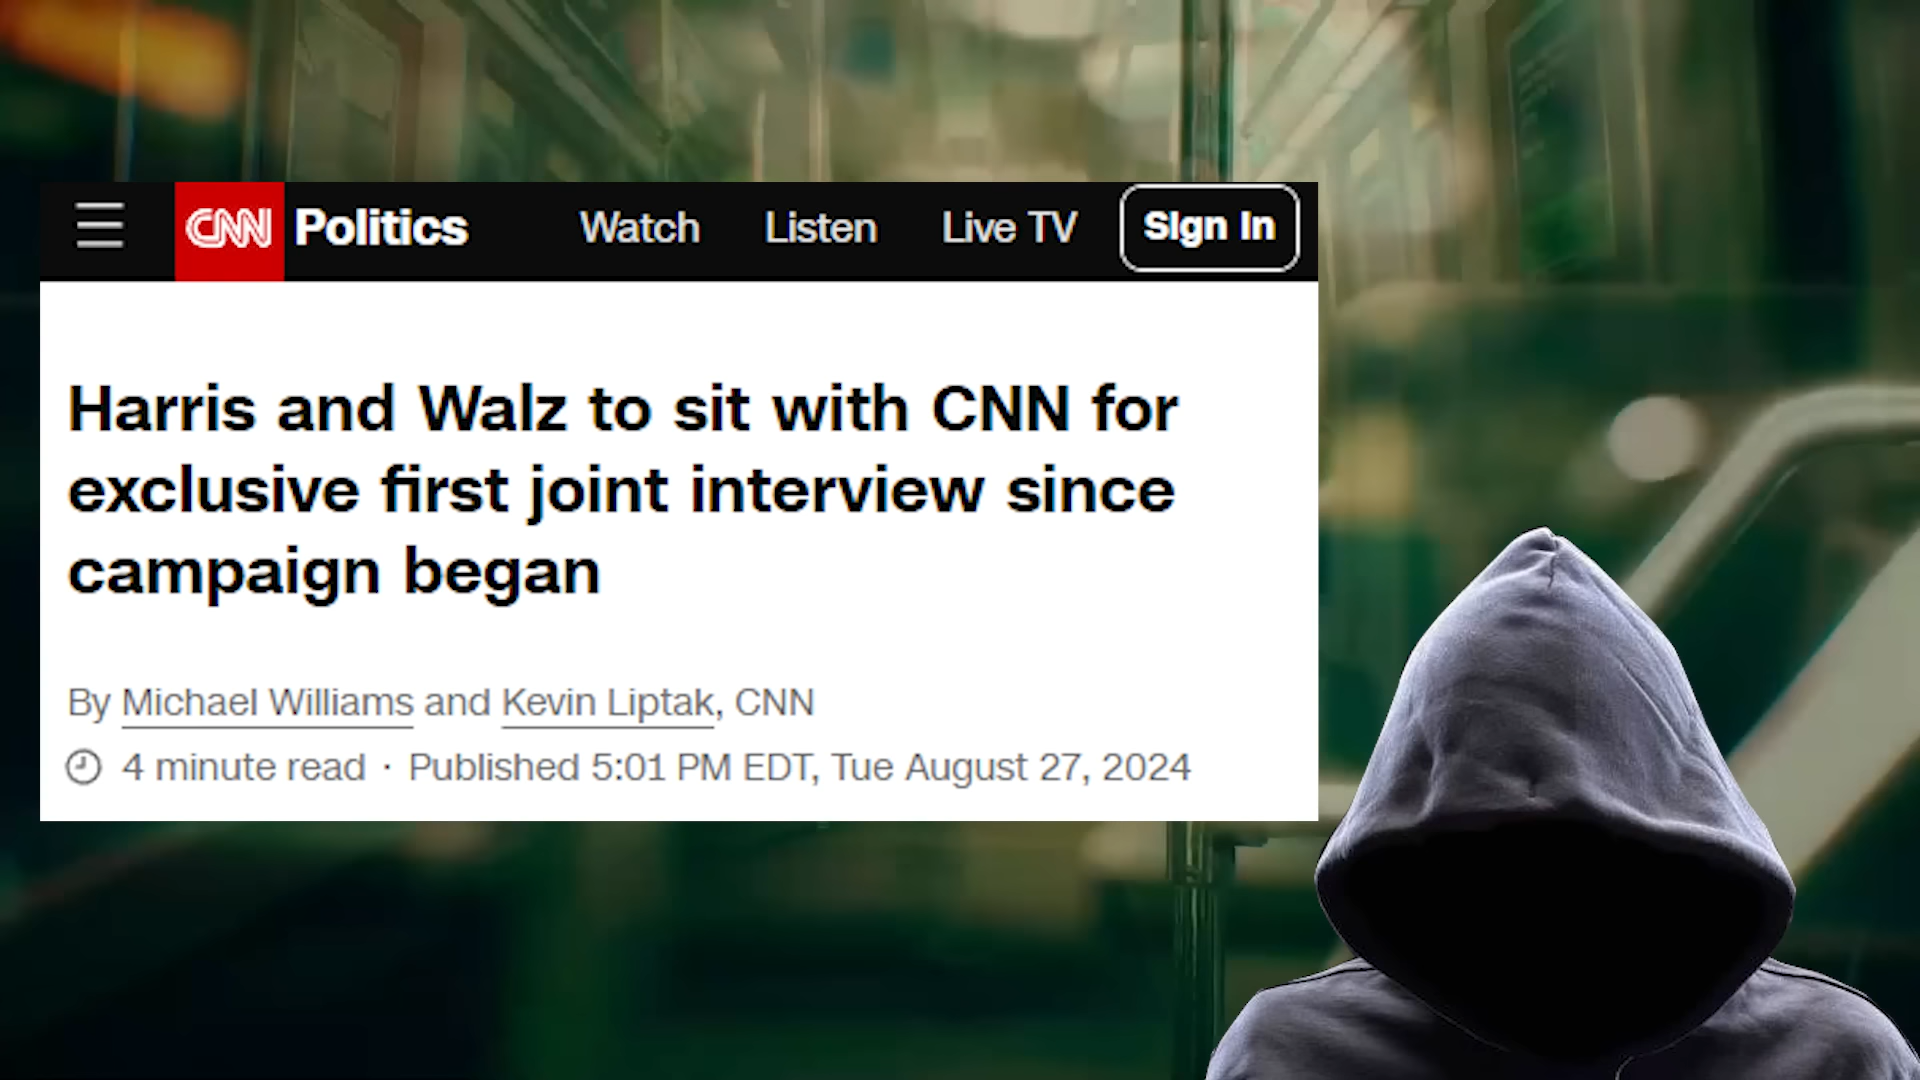 CNN Politics Watch Listen Live TV Sign In
Harris and Walz to sit with CNN for
exclusive first joint interview since
campaign began
By Michael Williams and Kevin Liptak, CNN
4 minute read · Published 5:01 PM EDT, Tue August 27, 2024